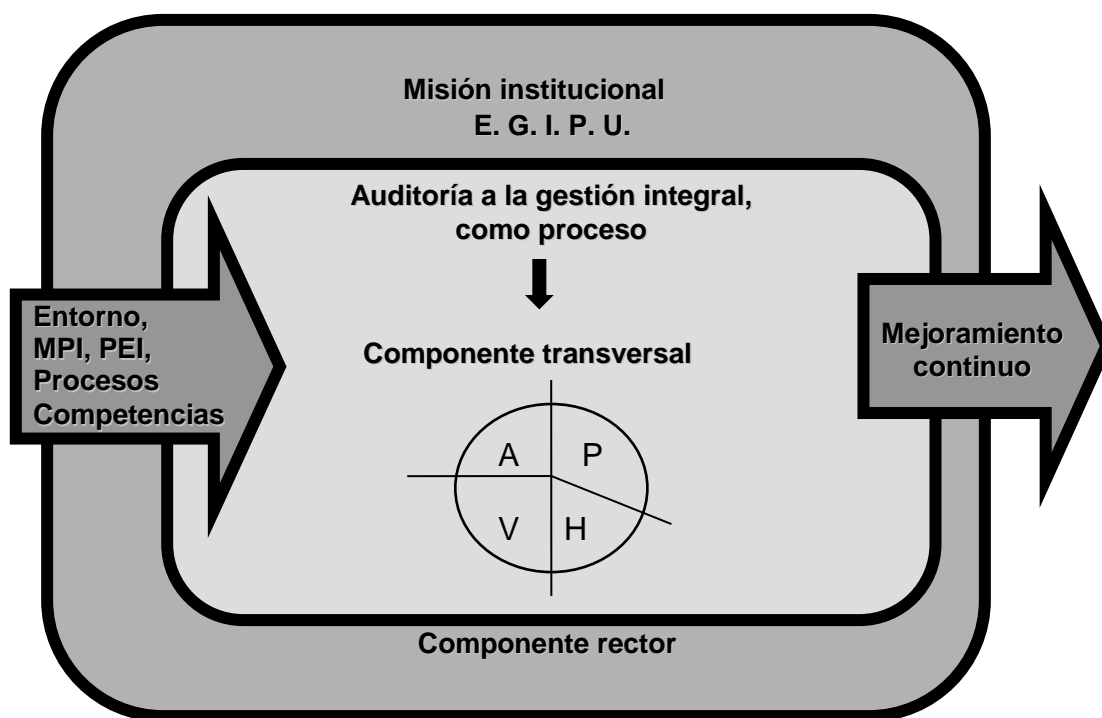 Misión institucional
E. G. I. P. U.
Auditoría a la gestión integral,
como proceso
Entorno,
MPI, PEI,
Procesos
Competencias
Componente transversal
A P
V H
Mejoramiento
continuo
Componente rector